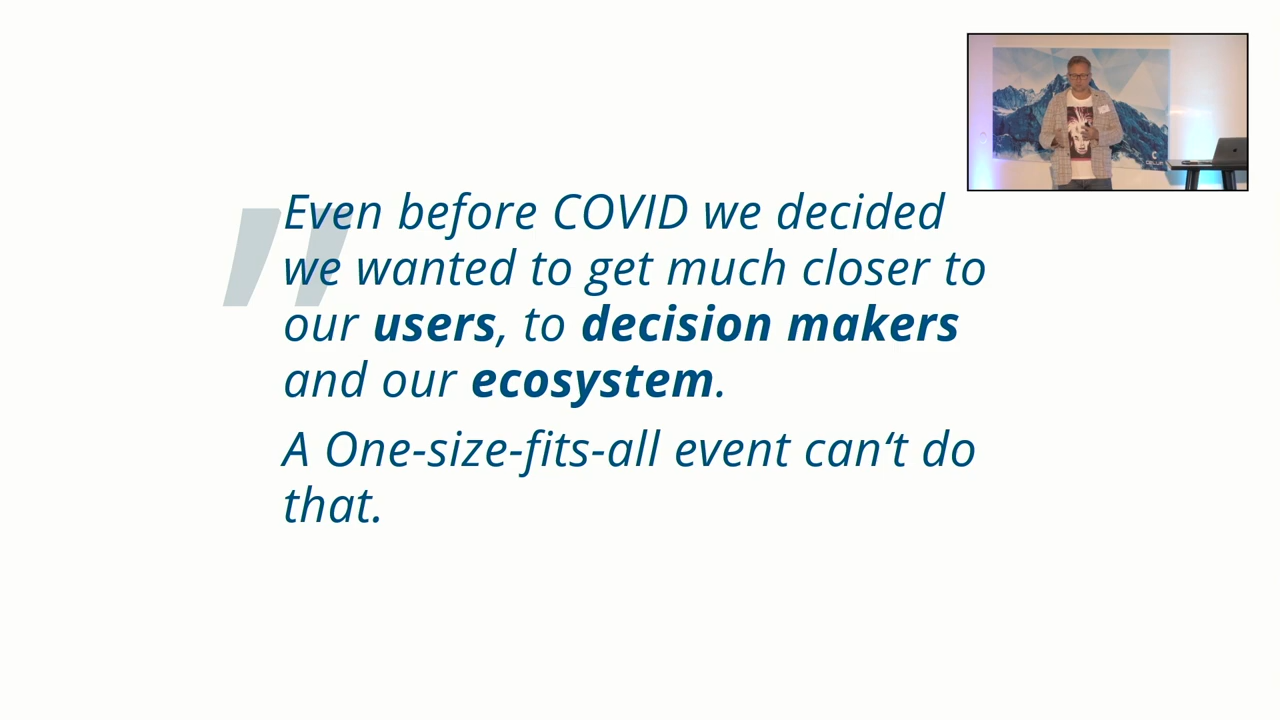 Even before COVID we decided
we wanted to get much closer to
our users, to decision makers
and our ecosystem.
A One-size-fits-all event can‘t do
that.